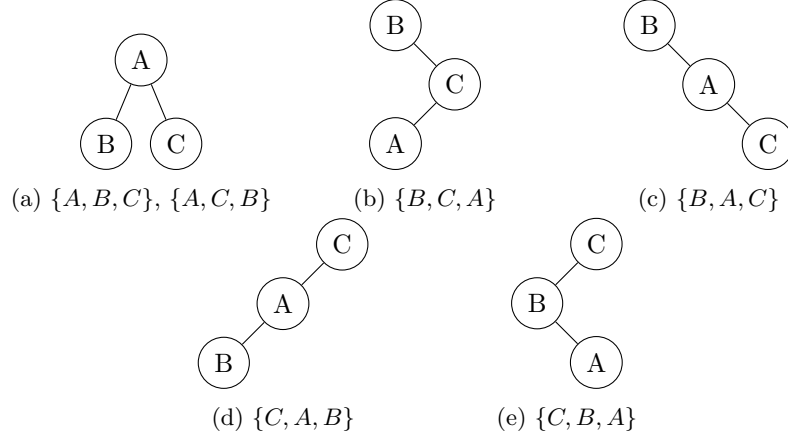 A
B C
(a) {A, B, C}, {A, C, B}
B
C
A
(b) {B, C, A}
B
A
C
(c) {B, A, C}
C
A
B
(d) {C, A, B}
C
B
A
(e) {C, B, A}